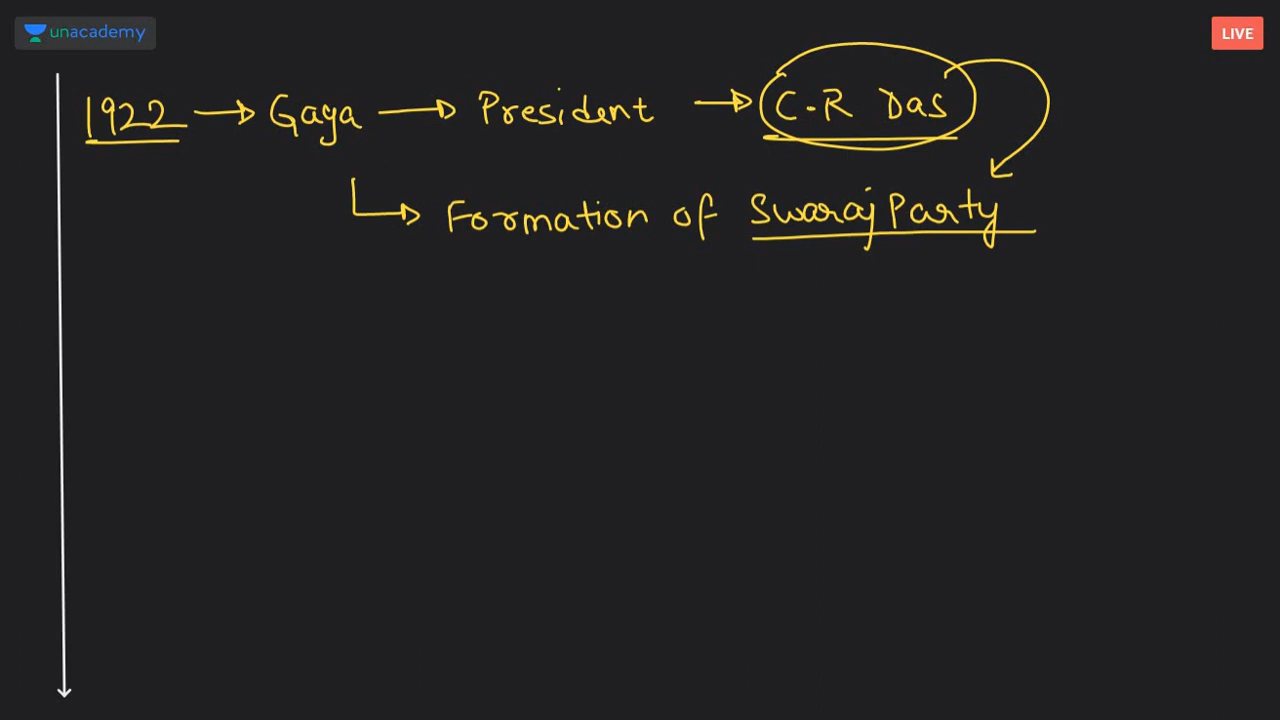 unacademy
LIVE
1922 → Gaya → President → C-R Das
↳ Formation of Swaraj Party